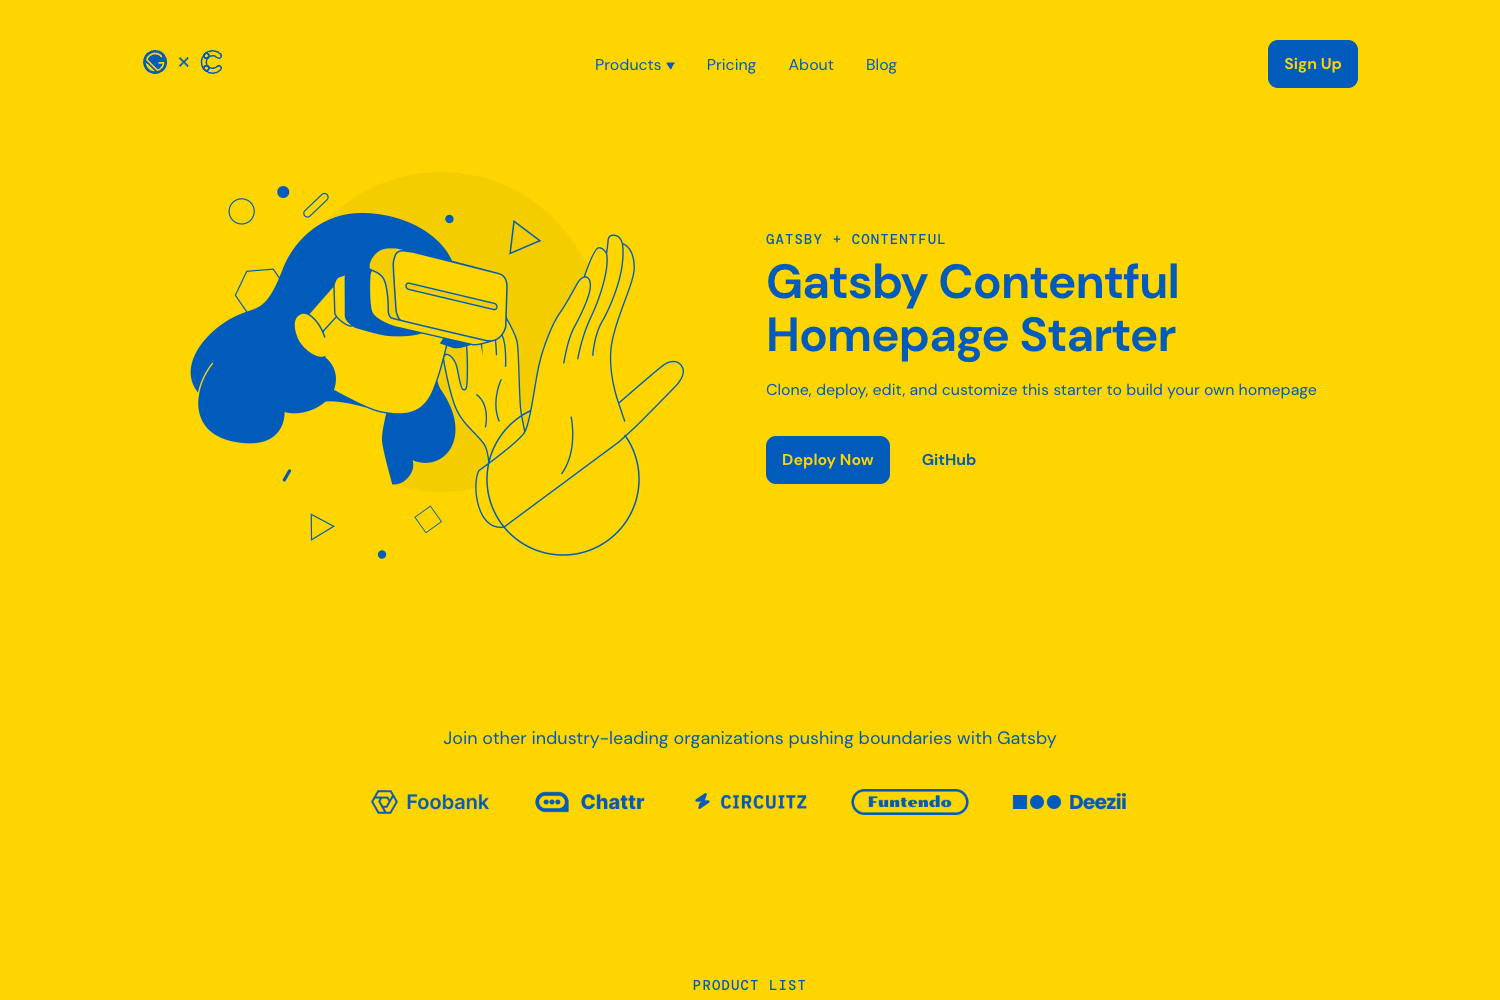 G × C
Products ▾ Pricing About Blog
Sign Up
GATSBY + CONTENTFUL
Gatsby Contentful
Homepage Starter
Clone, deploy, edit, and customize this starter to build your own homepage
Deploy Now GitHub
Join other industry-leading organizations pushing boundaries with Gatsby
Foobank Chattr CIRCUITZ Funtendo Deezii
PRODUCT LIST